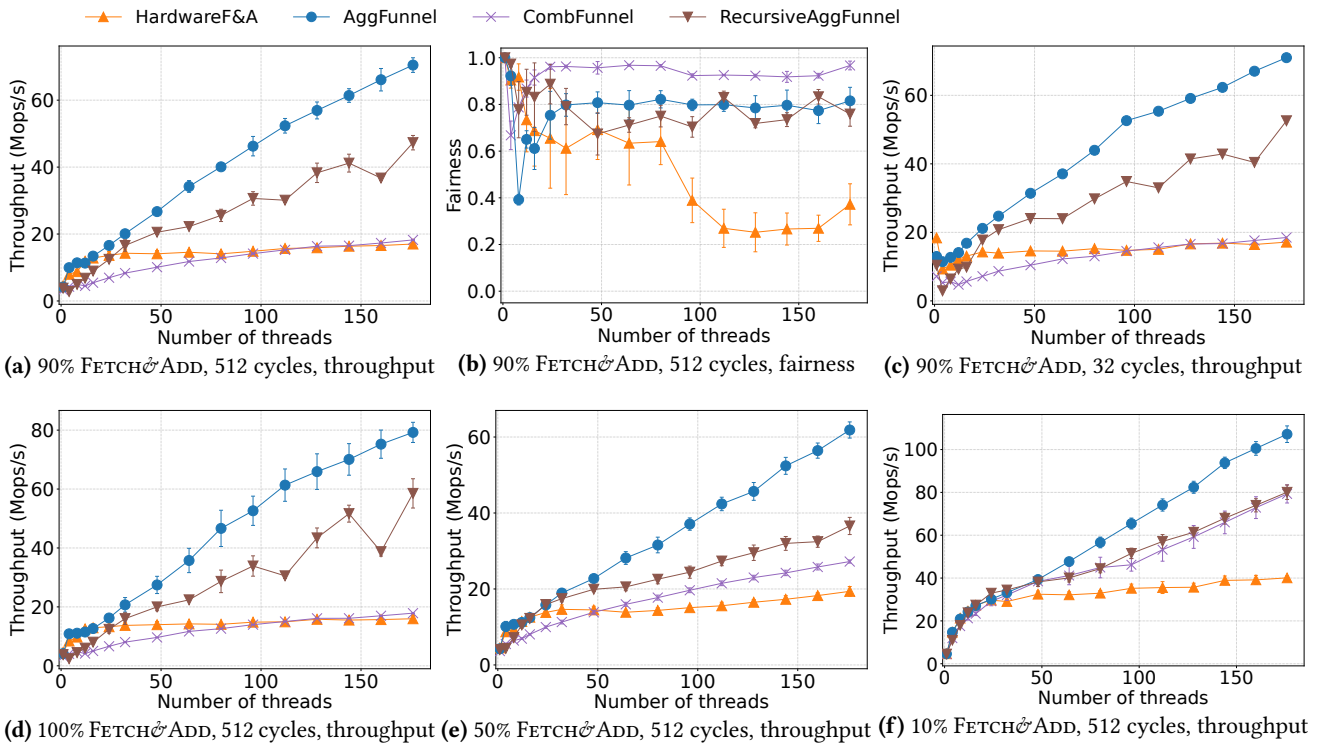 HardwareF&A AggFunnel CombFunnel RecursiveAggFunnel
Throughput (Mops/s)
60
40
20
0
0 50 100 150
Number of threads
(a) 90% FETCH&ADD, 512 cycles, throughput
Fairness
1.0
0.8
0.6
0.4
0.2
0.0
0 50 100 150
Number of threads
(b) 90% FETCH&ADD, 512 cycles, fairness
Throughput (Mops/s)
60
40
20
0
0 50 100 150
Number of threads
(c) 90% FETCH&ADD, 32 cycles, throughput
Throughput (Mops/s)
80
60
40
20
0
0 50 100 150
Number of threads
(d) 100% FETCH&ADD, 512 cycles, throughput
Throughput (Mops/s)
60
40
20
0
0 50 100 150
Number of threads
(e) 50% FETCH&ADD, 512 cycles, throughput
Throughput (Mops/s)
100
80
60
40
20
0
0 50 100 150
Number of threads
(f) 10% FETCH&ADD, 512 cycles, throughput